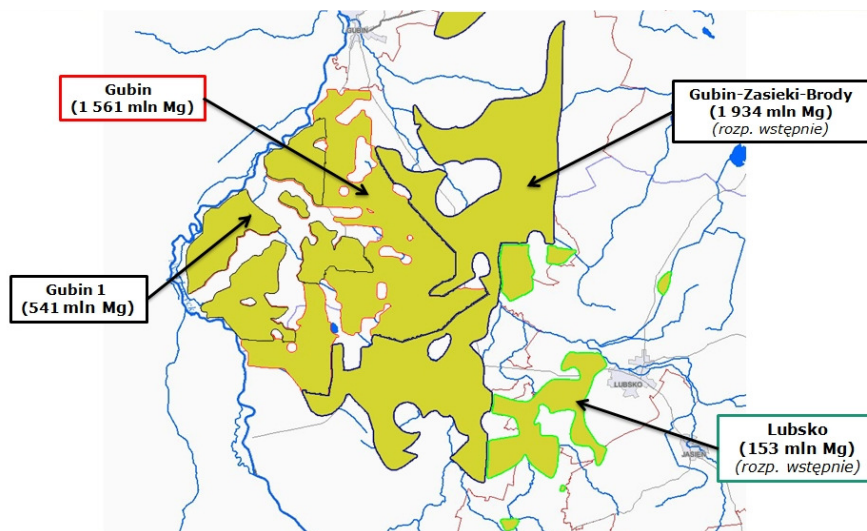 GUBIN
Gubin
(1 561 mln Mg)
Gubin-Zasieki-Brody
(1 934 mln Mg)
(rozp. wstępnie)
Gubin 1
(541 mln Mg)
LUBSKO
Lubsko
(153 mln Mg)
(rozp. wstępnie)
JASIEŃ